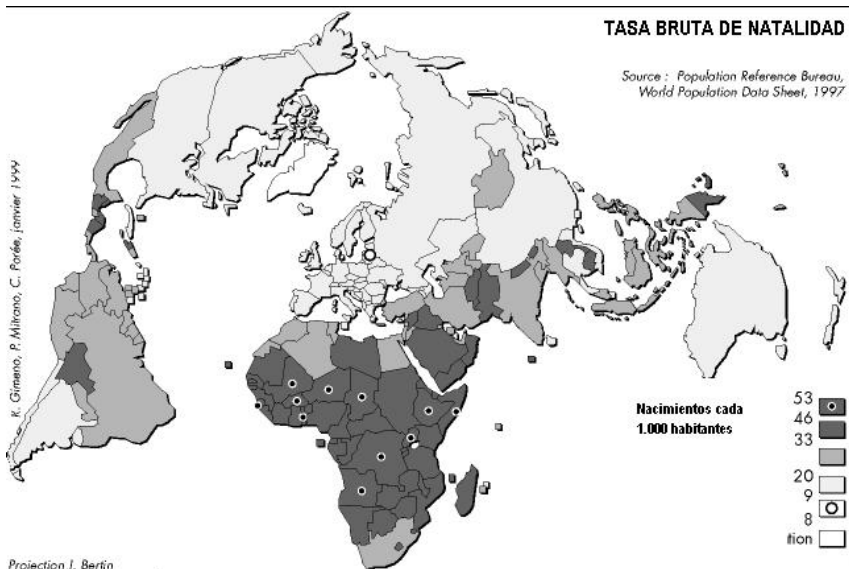 TASA BRUTA DE NATALIDAD
Source : Population Reference Bureau,
World Population Data Sheet, 1997
K. Gimeno, P. Mitrano, C. Porée, janvier 1999
Nacimientos cada
1.000 habitantes
53
46
33
20
9
8
tion
Projection J. Bertin